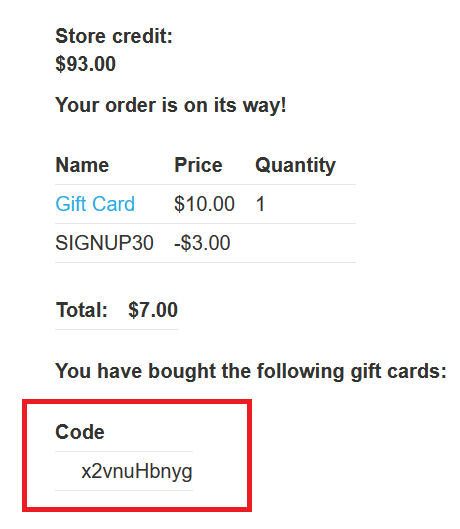 Store credit:
$93.00
Your order is on its way!
Name Price Quantity
Gift Card $10.00 1
SIGNUP30 -$3.00
Total: $7.00
You have bought the following gift cards:
Code
x2vnuHbnyg